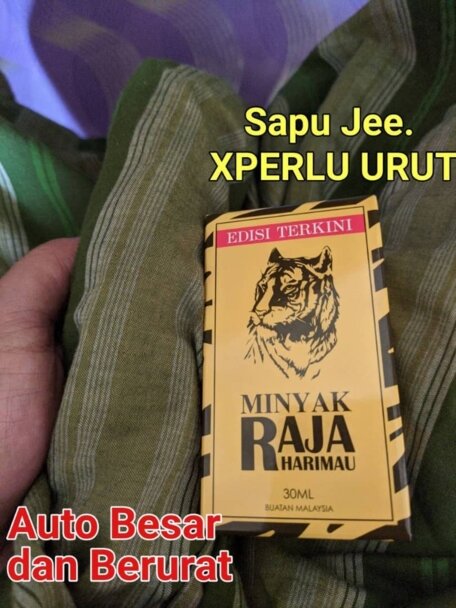 Sapu Jee.
XPERLU URUT
EDISI TERKINI
MINYAK
RAJA
HARIMAU
30ML
BUATAN MALAYSIA
Auto Besar
dan Berurat